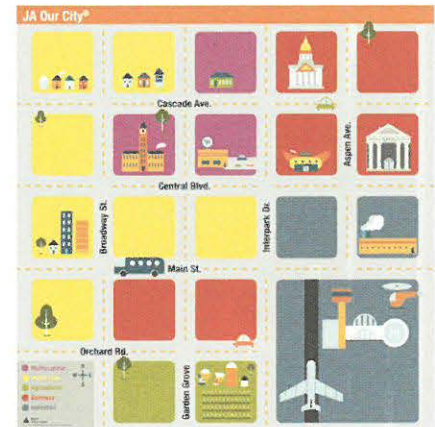 JA Our City®
Cascade Ave.
Aspen Ave.
Central Blvd.
Broadway St.
Interpark Dr.
Main St.
Orchard Rd.
Garden Grove